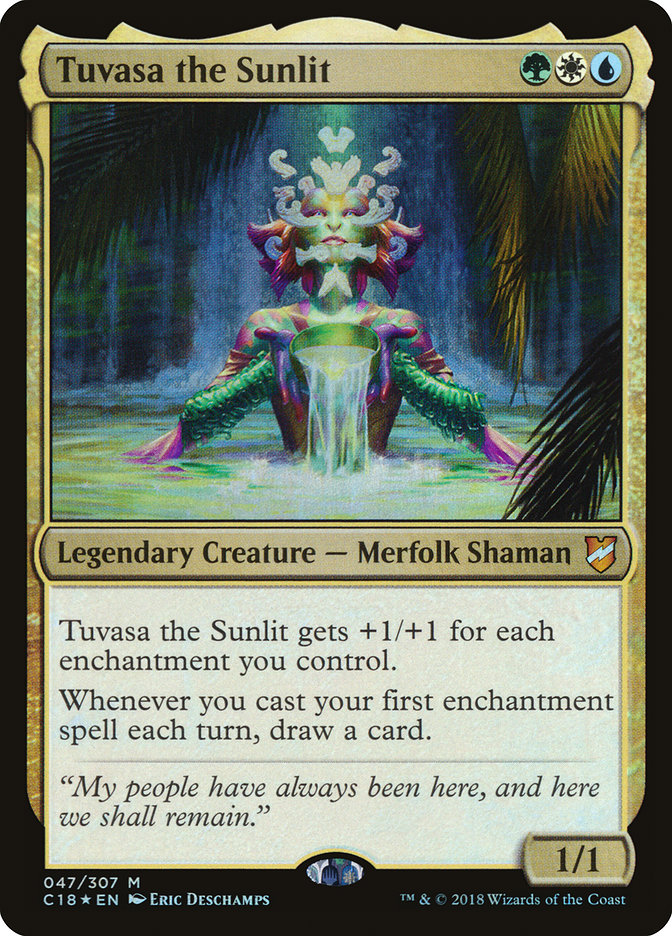 Tuvasa the Sunlit
Legendary Creature — Merfolk Shaman
Tuvasa the Sunlit gets +1/+1 for each
enchantment you control.
Whenever you cast your first enchantment
spell each turn, draw a card.
“My people have always been here, and here
we shall remain.”
1/1
047/307 M
C18★EN Eric Deschamps
™ & © 2018 Wizards of the Coast